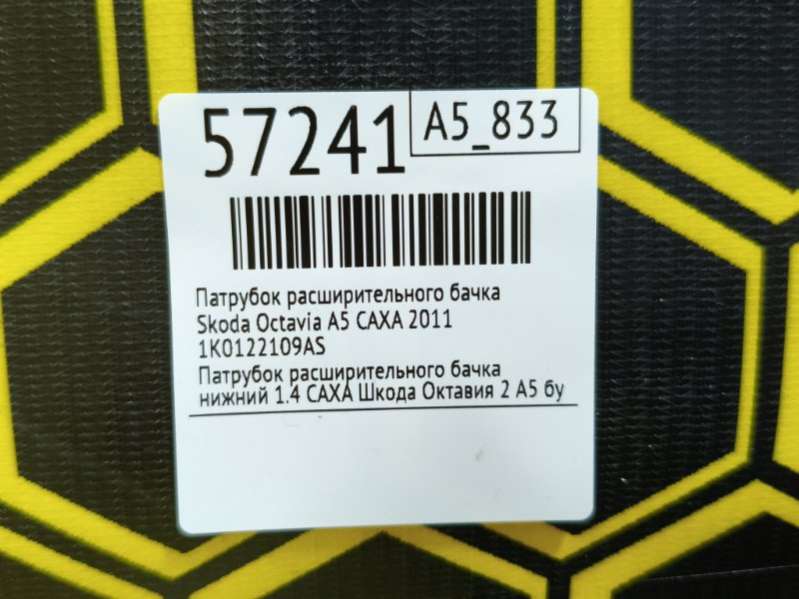 57241
A5_833
Патрубок расширительного бачка
Skoda Octavia A5 CAXA 2011
1K0122109AS
Патрубок расширительного бачка
нижний 1.4 CAXA Шкода Октавия 2 А5 бу